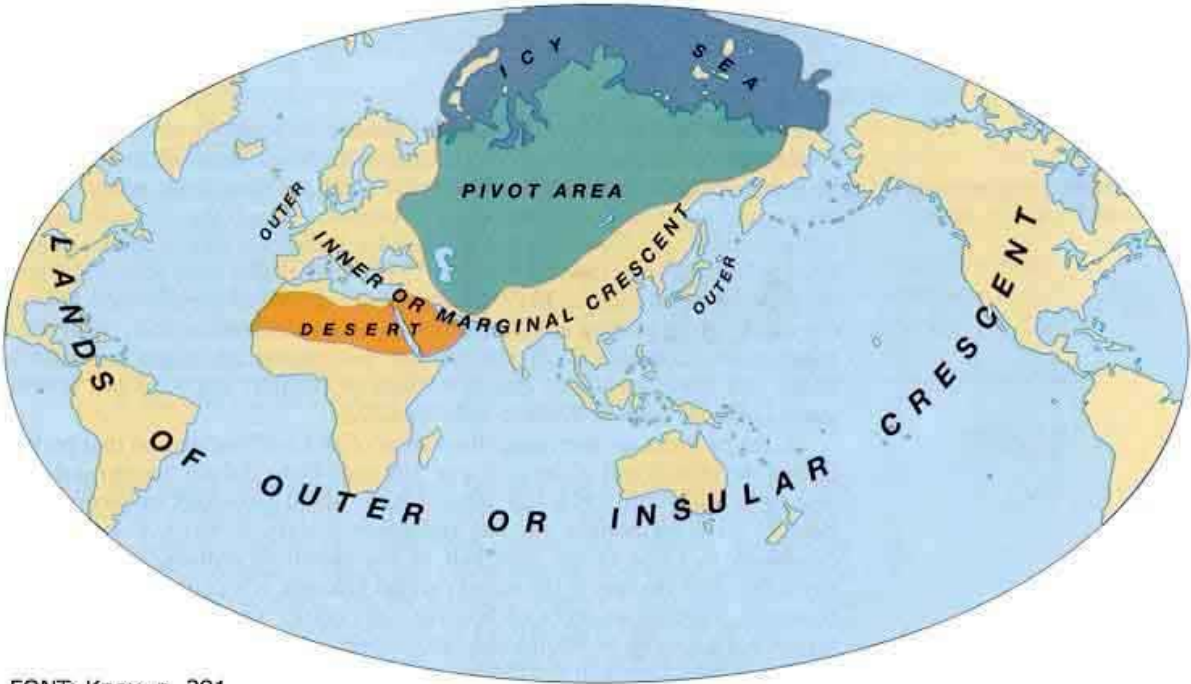 ICY SEA
PIVOT AREA
OUTER
INNER OR MARGINAL CRESCENT
OUTER
DESERT
LANDS OF OUTER OR INSULAR CRESCENT